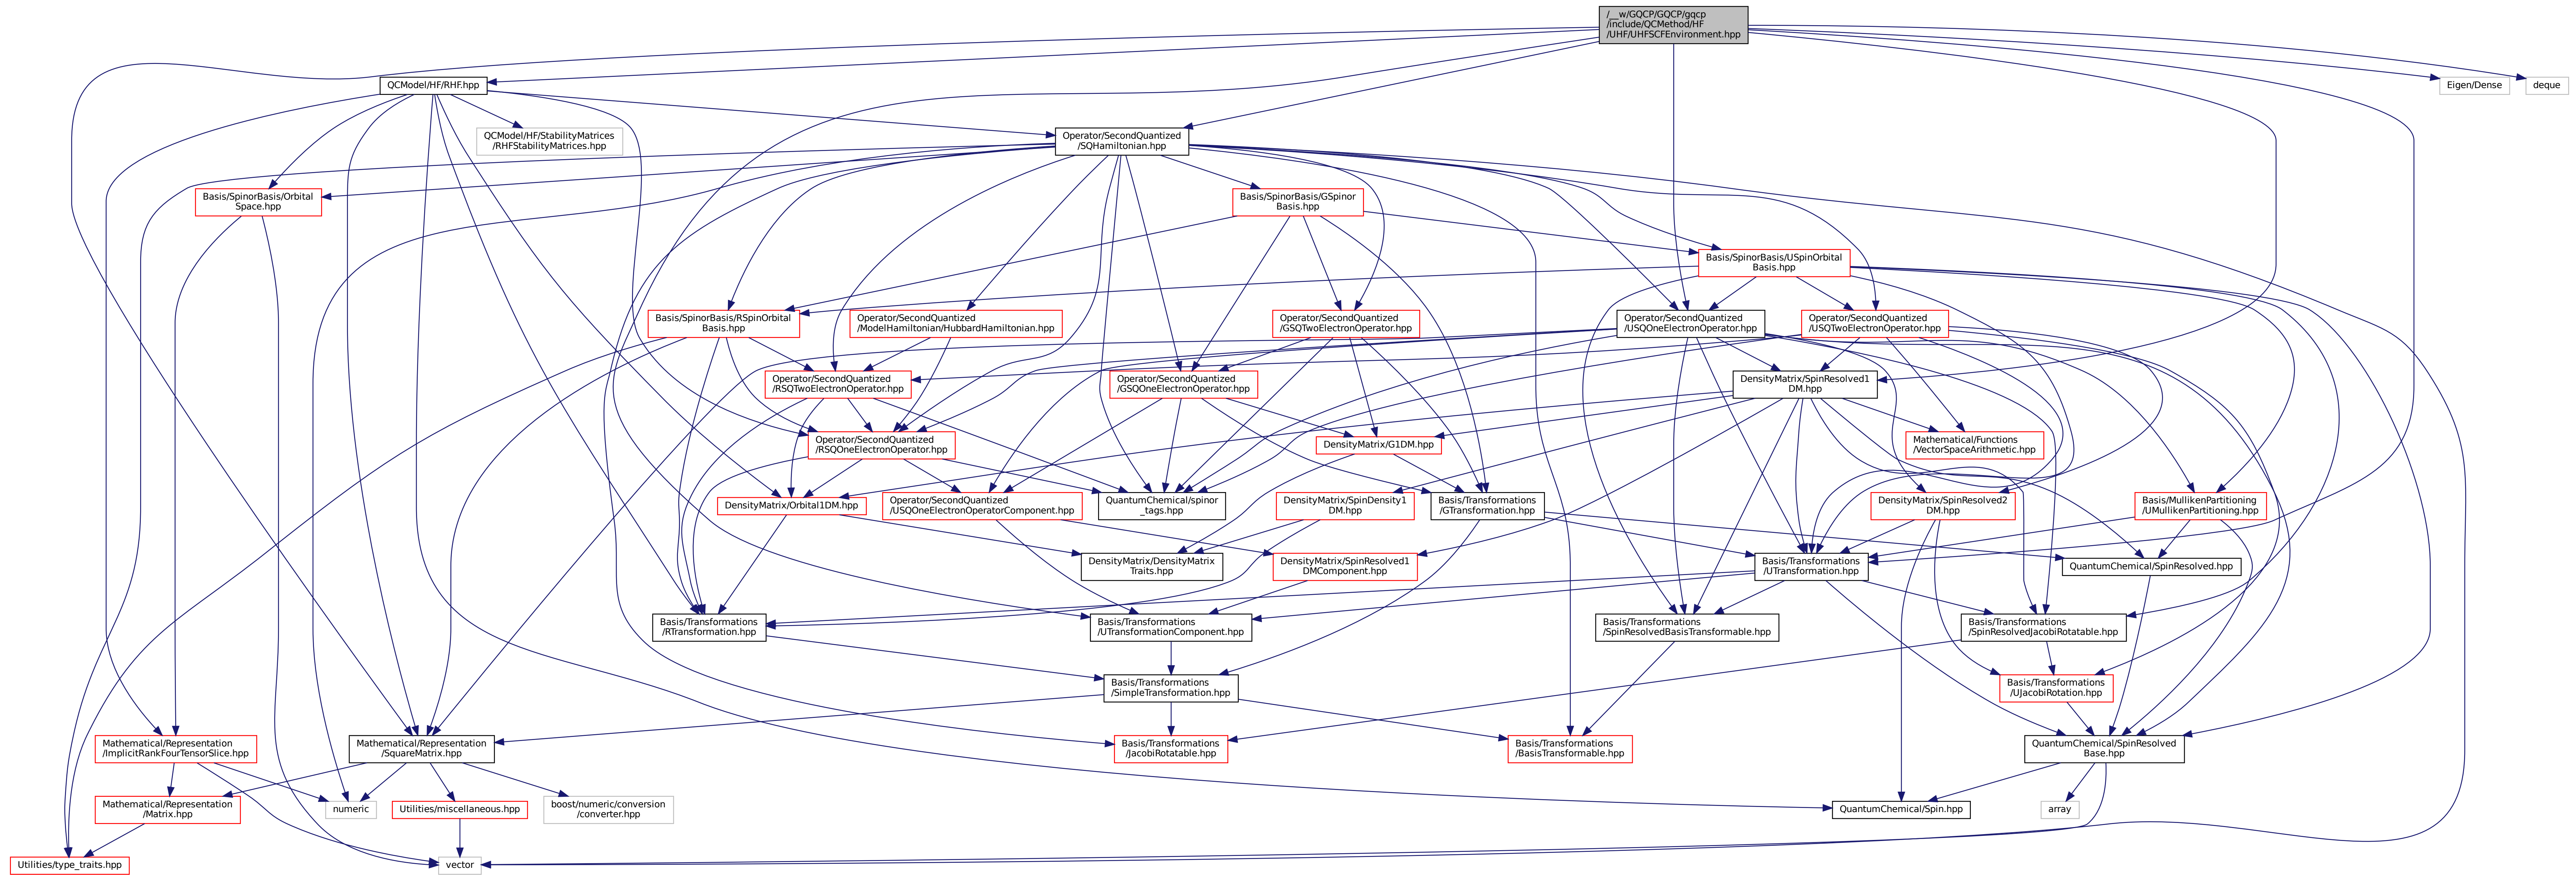 /__w/GQCP/GQCP/gqcp
/include/QCMethod/HF
/UHF/UHFSCFEnvironment.hpp
QCModel/HF/RHF.hpp
Eigen/Dense
deque
QCModel/HF/StabilityMatrices
/RHFStabilityMatrices.hpp
Operator/SecondQuantized
/SQHamiltonian.hpp
Basis/SpinorBasis/Orbital
Space.hpp
Basis/SpinorBasis/GSpinor
Basis.hpp
Basis/SpinorBasis/USpinOrbital
Basis.hpp
Basis/SpinorBasis/RSpinOrbital
Basis.hpp
Operator/SecondQuantized
/ModelHamiltonian/HubbardHamiltonian.hpp
Operator/SecondQuantized
/GSQTwoElectronOperator.hpp
Operator/SecondQuantized
/USQOneElectronOperator.hpp
Operator/SecondQuantized
/USQTwoElectronOperator.hpp
Operator/SecondQuantized
/RSQTwoElectronOperator.hpp
Operator/SecondQuantized
/GSQOneElectronOperator.hpp
DensityMatrix/SpinResolved1
DM.hpp
Operator/SecondQuantized
/RSQOneElectronOperator.hpp
DensityMatrix/G1DM.hpp
Mathematical/Functions
/VectorSpaceArithmetic.hpp
DensityMatrix/Orbital1DM.hpp
Operator/SecondQuantized
/USQOneElectronOperatorComponent.hpp
QuantumChemical/spinor
_tags.hpp
DensityMatrix/SpinDensity1
DM.hpp
Basis/Transformations
/GTransformation.hpp
DensityMatrix/SpinResolved2
DM.hpp
Basis/MullikenPartitioning
/UMullikenPartitioning.hpp
DensityMatrix/DensityMatrix
Traits.hpp
DensityMatrix/SpinResolved1
DMComponent.hpp
Basis/Transformations
/UTransformation.hpp
QuantumChemical/SpinResolved.hpp
Basis/Transformations
/RTransformation.hpp
Basis/Transformations
/UTransformationComponent.hpp
Basis/Transformations
/SpinResolvedBasisTransformable.hpp
Basis/Transformations
/SpinResolvedJacobiRotatable.hpp
Basis/Transformations
/SimpleTransformation.hpp
Basis/Transformations
/UJacobiRotation.hpp
Mathematical/Representation
/ImplicitRankFourTensorSlice.hpp
Mathematical/Representation
/SquareMatrix.hpp
Basis/Transformations
/JacobiRotatable.hpp
Basis/Transformations
/BasisTransformable.hpp
QuantumChemical/SpinResolved
Base.hpp
Mathematical/Representation
/Matrix.hpp
numeric
Utilities/miscellaneous.hpp
boost/numeric/conversion
/converter.hpp
QuantumChemical/Spin.hpp
array
Utilities/type_traits.hpp
vector